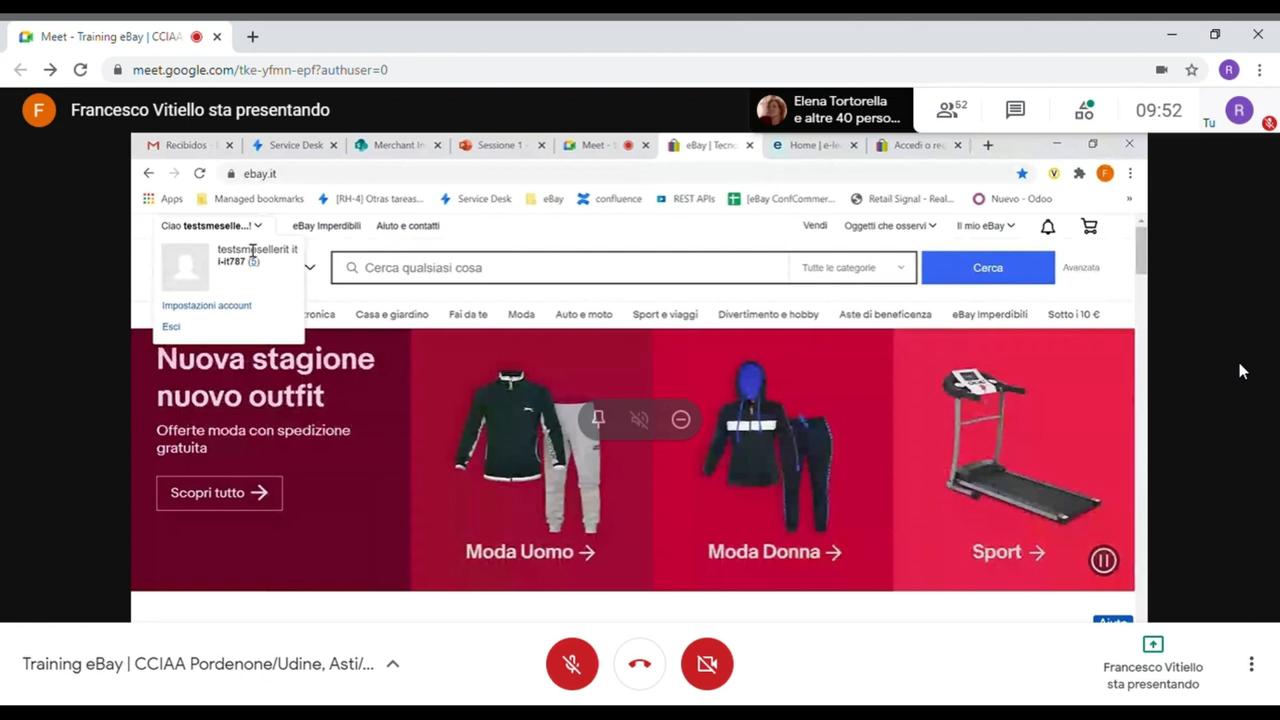 Meet - Training eBay | CCIAA
meet.google.com/tke-yfmn-epf?authuser=0
R
F
Francesco Vitiello sta presentando
Elena Tortorella
e altre 40 perso...
52
09:52
Tu
R
Recibidos -
Service Desk
Merchant In
Sessione 1 -
Meet -
eBay | Tecno
Home | e-le
Accedi o re
ebay.it
F
Apps
Managed bookmarks
[RH-4] Otras tareas...
Service Desk
eBay
confluence
REST APIs
[eBay ConfCommer...
Retail Signal - Real...
Nuevo - Odoo
»
Ciao testsmeselle...!
eBay Imperdibili
Aiuto e contatti
Vendi
Oggetti che osservi
Il mio eBay
testsmesellerit it
i-it787 (5)
Impostazioni account
Esci
Cerca qualsiasi cosa
Tutte le categorie
Cerca
Avanzata
ronica
Casa e giardino
Fai da te
Moda
Auto e moto
Sport e viaggi
Divertimento e hobby
Aste di beneficenza
eBay Imperdibili
Sotto i 10 €
Nuova stagione
nuovo outfit
Offerte moda con spedizione
gratuita
Scopri tutto
Moda Uomo
Moda Donna
Sport
Training eBay | CCIAA Pordenone/Udine, Asti/...
Francesco Vitiello
sta presentando